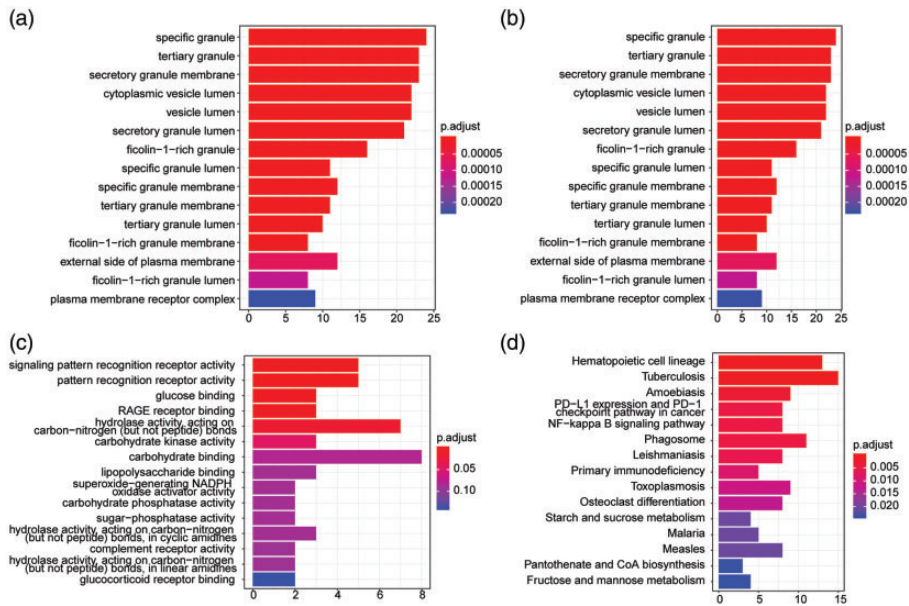 (a)
specific granule
tertiary granule
secretory granule membrane
cytoplasmic vesicle lumen
vesicle lumen
secretory granule lumen
ficolin−1−rich granule
specific granule lumen
specific granule membrane
tertiary granule membrane
tertiary granule lumen
ficolin−1−rich granule membrane
external side of plasma membrane
ficolin−1−rich granule lumen
plasma membrane receptor complex
0 5 10 15 20 25
p.adjust
0.00005
0.00010
0.00015
0.00020
(b)
specific granule
tertiary granule
secretory granule membrane
cytoplasmic vesicle lumen
vesicle lumen
secretory granule lumen
ficolin−1−rich granule
specific granule lumen
specific granule membrane
tertiary granule membrane
tertiary granule lumen
ficolin−1−rich granule membrane
external side of plasma membrane
ficolin−1−rich granule lumen
plasma membrane receptor complex
0 5 10 15 20 25
p.adjust
0.00005
0.00010
0.00015
0.00020
(c)
signaling pattern recognition receptor activity
pattern recognition receptor activity
glucose binding
RAGE receptor binding
hydrolase activity, acting on
carbon−nitrogen (but not peptide) bonds
carbohydrate kinase activity
carbohydrate binding
lipopolysaccharide binding
superoxide−generating NADPH
oxidase activator activity
carbohydrate phosphatase activity
sugar−phosphatase activity
hydrolase activity, acting on carbon−nitrogen
(but not peptide) bonds, in cyclic amidines
complement receptor activity
hydrolase activity, acting on carbon−nitrogen
(but not peptide) bonds, in linear amidines
glucocorticoid receptor binding
0 2 4 6 8
p.adjust
0.05
0.10
(d)
Hematopoietic cell lineage
Tuberculosis
Amoebiasis
PD−L1 expression and PD−1
checkpoint pathway in cancer
NF−kappa B signaling pathway
Phagosome
Leishmaniasis
Primary immunodeficiency
Toxoplasmosis
Osteoclast differentiation
Starch and sucrose metabolism
Malaria
Measles
Pantothenate and CoA biosynthesis
Fructose and mannose metabolism
0 5 10 15
p.adjust
0.005
0.010
0.015
0.020